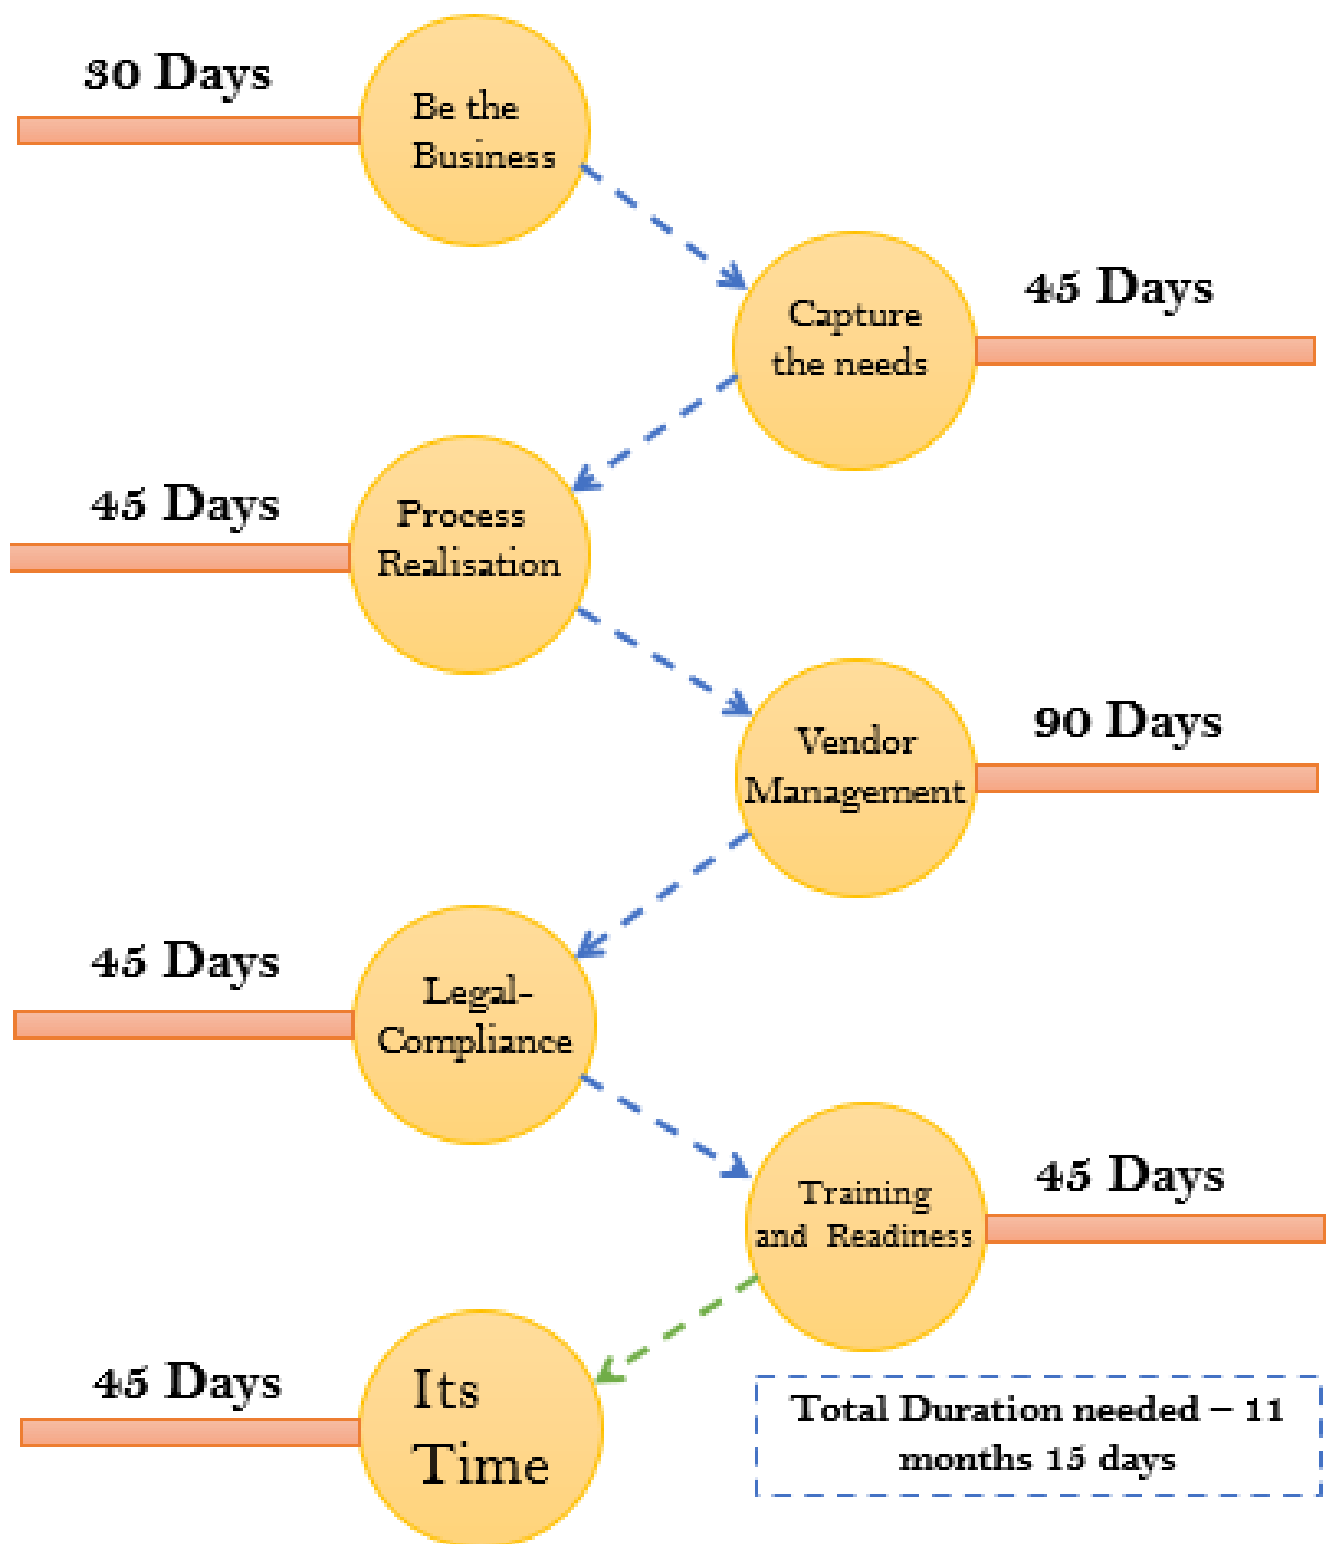 30 Days
Be the
Business
45 Days
Capture
the needs
45 Days
Process
Realisation
90 Days
Vendor
Management
45 Days
Legal-
Compliance
45 Days
Training
and Readiness
45 Days
Its
Time
Total Duration needed – 11
months 15 days